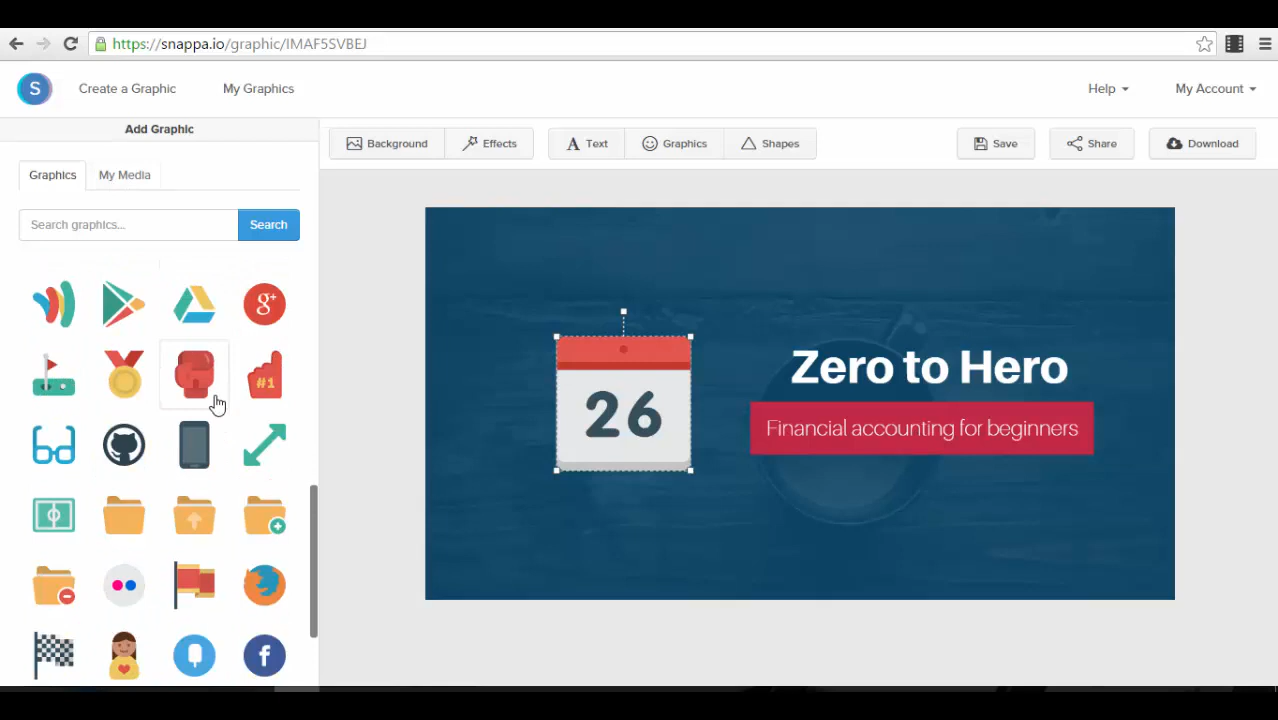 https://snappa.io/graphic/IMAF5SVBEJ
S Create a Graphic My Graphics Help My Account
Add Graphic
Background Effects A Text Graphics Shapes Save Share Download
Graphics My Media
Search graphics... Search
g+
#1
26
Zero to Hero
Financial accounting for beginners
f